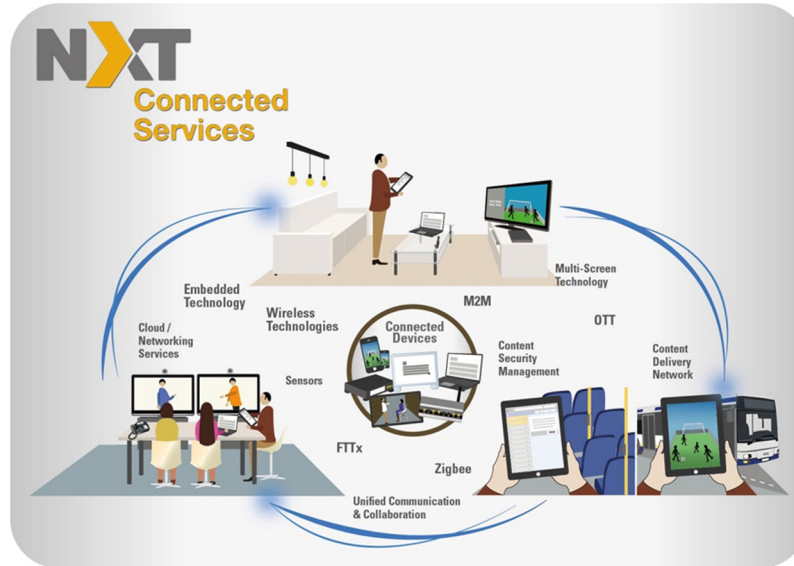 NXT
Connected
Services
Multi-Screen
Technology
Embedded
Technology
M2M
Wireless
Technologies
OTT
Connected
Devices
Cloud /
Networking
Services
Content
Security
Management
Content
Delivery
Network
Sensors
FTTx
Zigbee
Unified Communication
& Collaboration